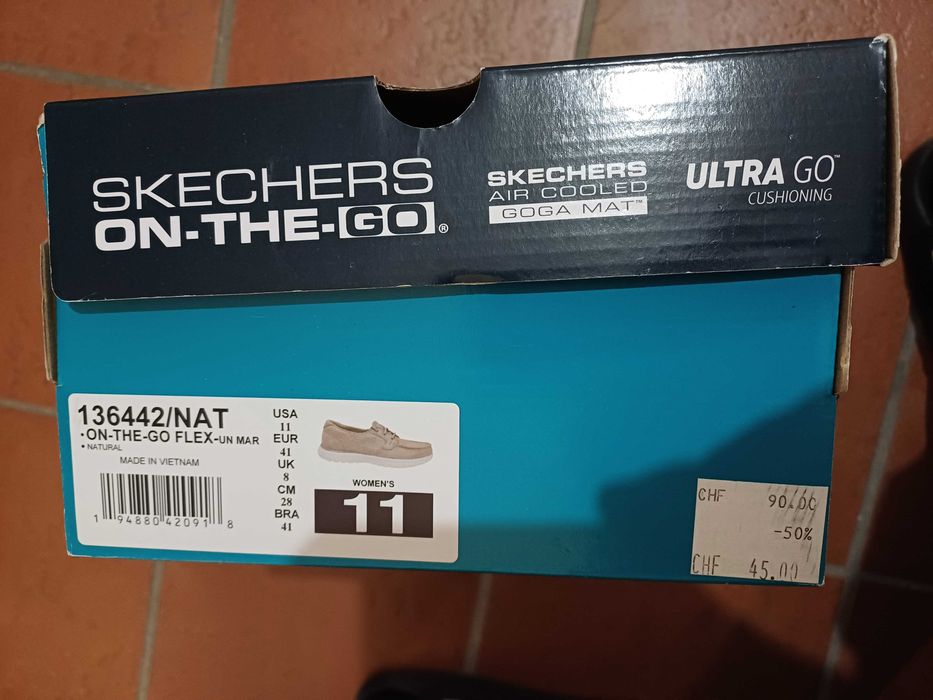 SKECHERS
ON-THE-GO®
SKECHERS
AIR COOLED
GOGA MAT™
ULTRA GO™
CUSHIONING
136442/NAT
•ON-THE-GO FLEX-UN MAR
• NATURAL
MADE IN VIETNAM
1 94880 42091 8
USA
11
EUR
41
UK
8
CM
28
BRA
41
WOMEN'S
11
CHF 90.00
-50%
CHF 45.00